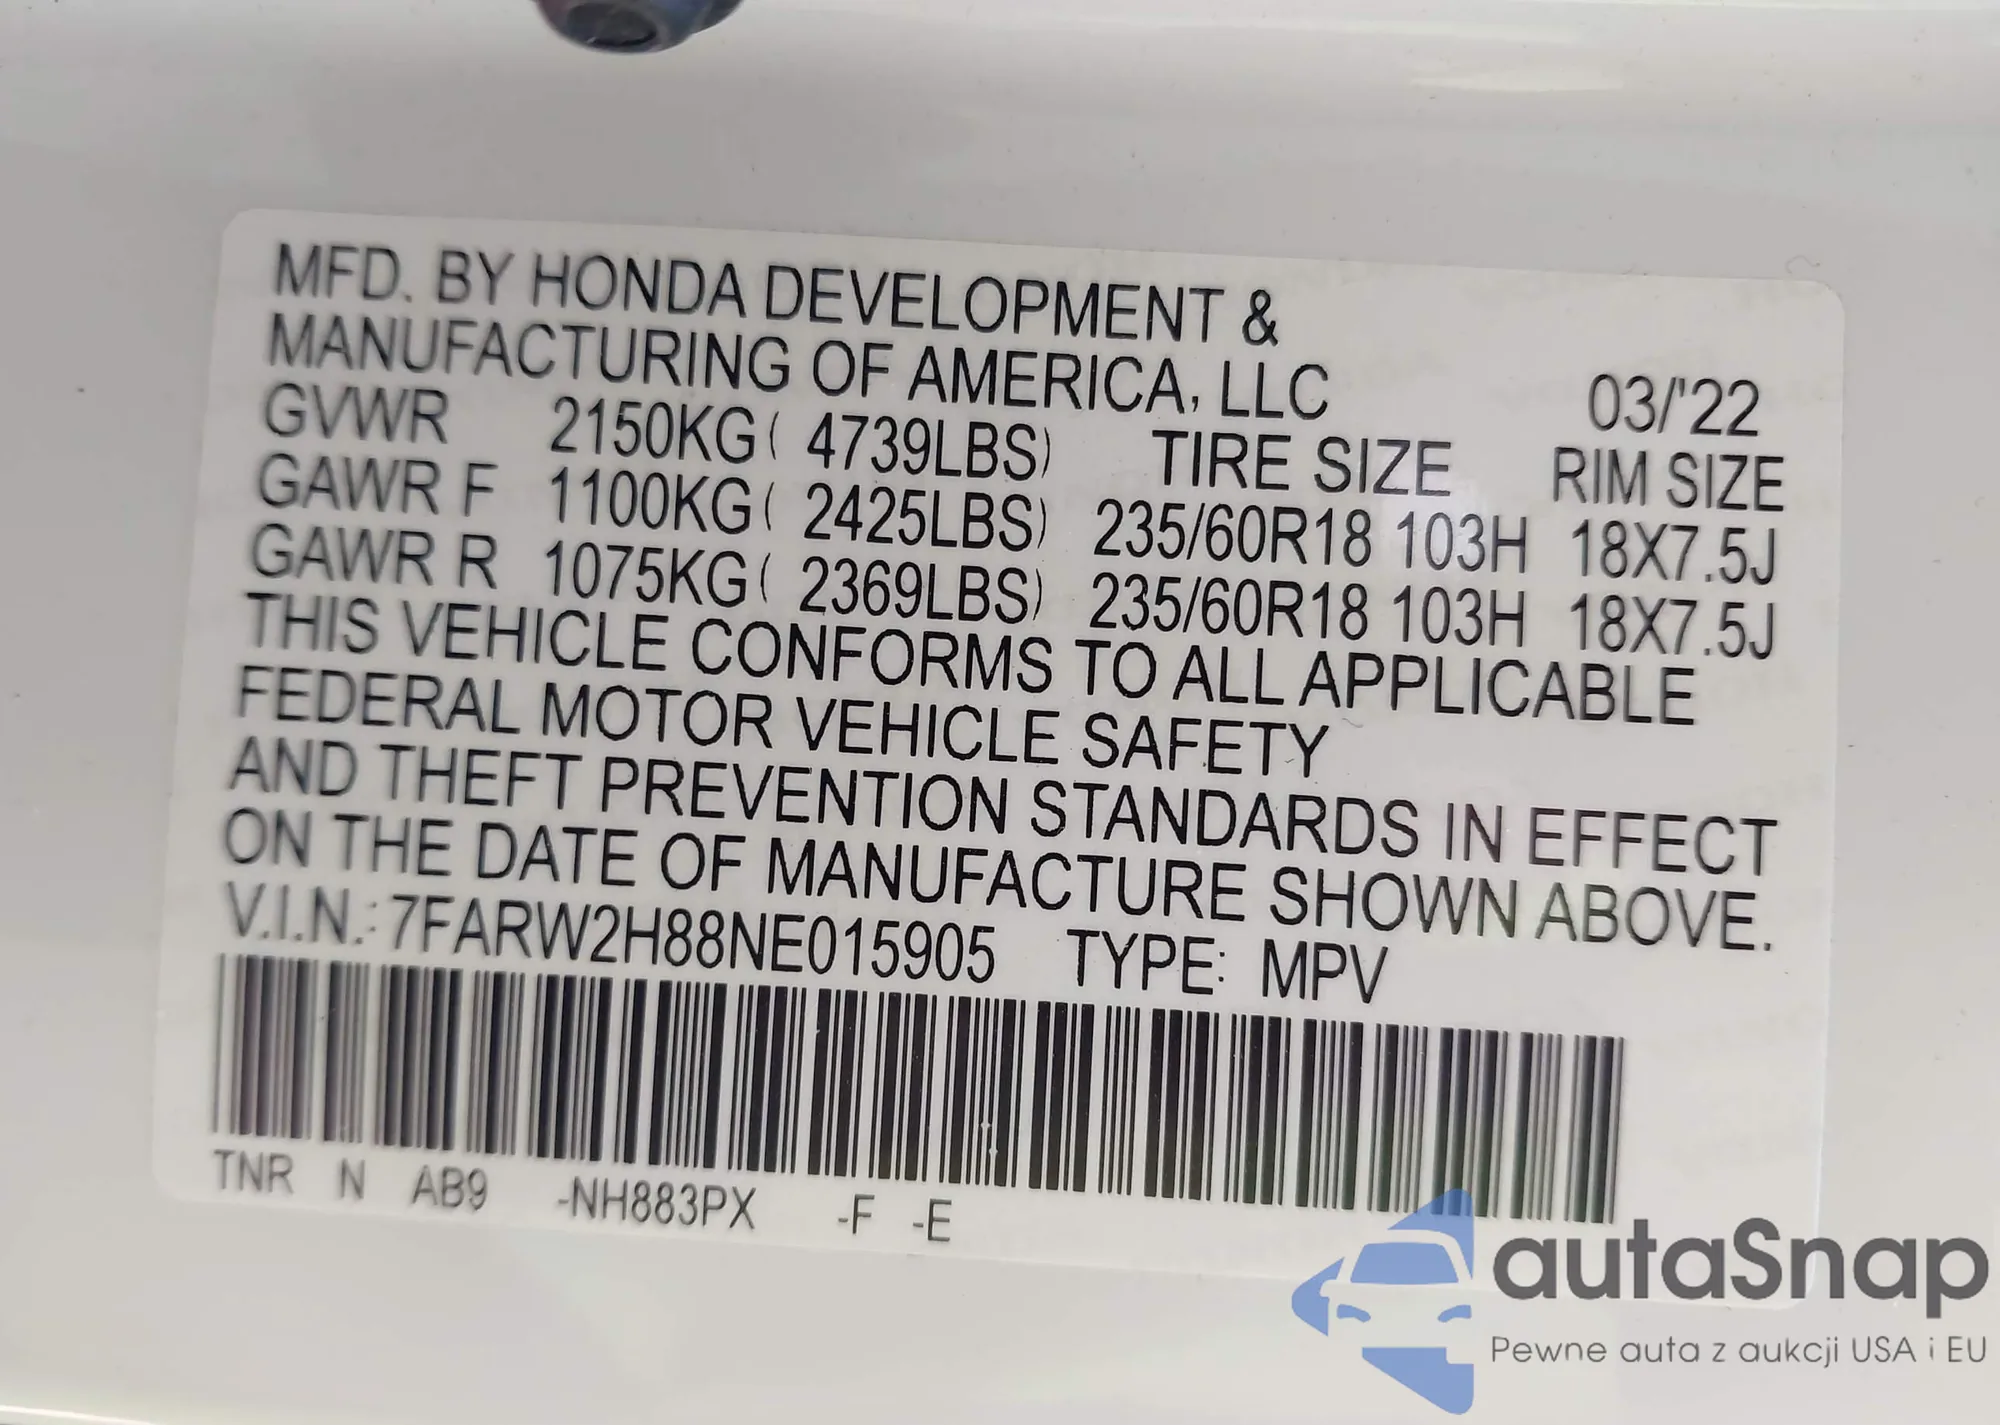 MFD. BY HONDA DEVELOPMENT &
MANUFACTURING OF AMERICA, LLC 03/'22
GVWR 2150KG( 4739LBS) TIRE SIZE RIM SIZE
GAWR F 1100KG( 2425LBS) 235/60R18 103H 18X7.5J
GAWR R 1075KG( 2369LBS) 235/60R18 103H 18X7.5J
THIS VEHICLE CONFORMS TO ALL APPLICABLE
FEDERAL MOTOR VEHICLE SAFETY
AND THEFT PREVENTION STANDARDS IN EFFECT
ON THE DATE OF MANUFACTURE SHOWN ABOVE.
V.I.N.: 7FARW2H88NE015905 TYPE: MPV
TNR N AB9 -NH883PX -F -E
autaSnap
Pewne auta z aukcji USA i EU